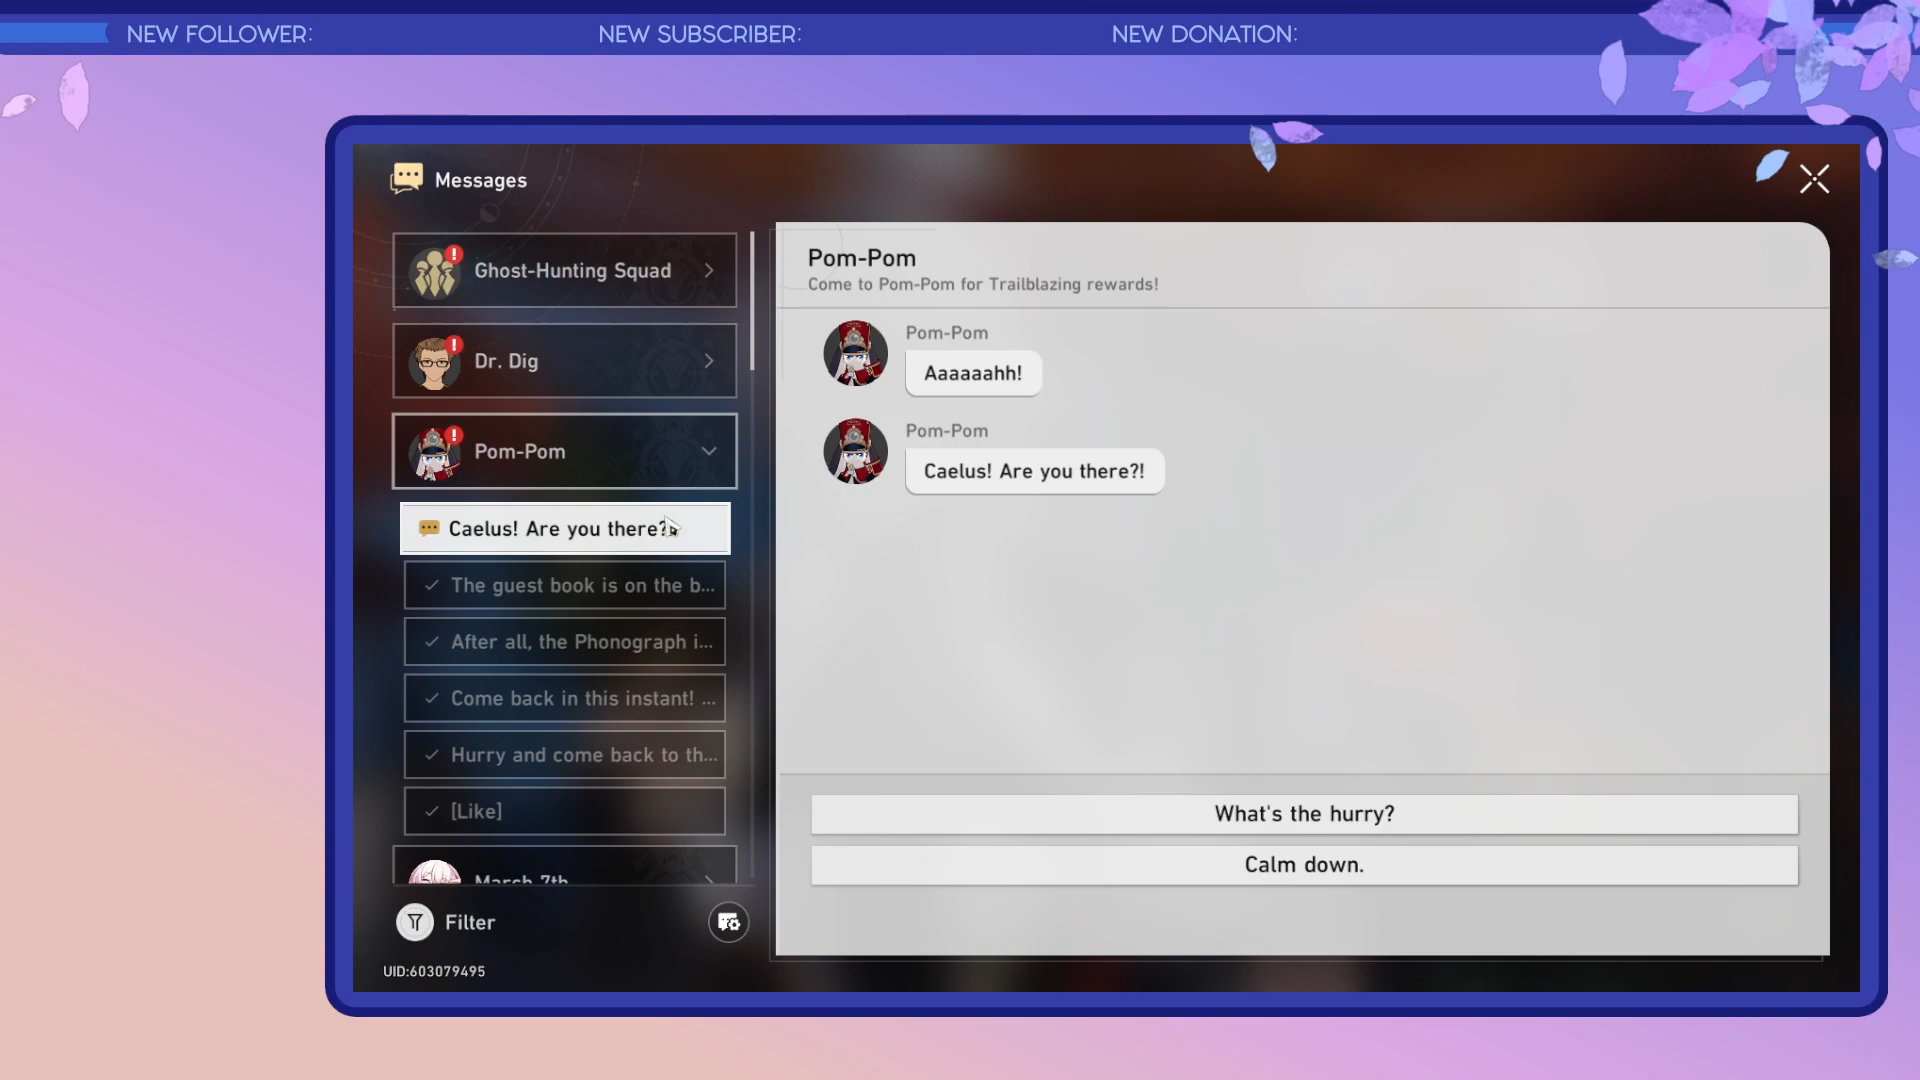 NEW FOLLOWER:
NEW SUBSCRIBER:
NEW DONATION:
Messages
Ghost-Hunting Squad
Dr. Dig
Pom-Pom
Caelus! Are you there?
The guest book is on the b...
After all, the Phonograph i...
Come back in this instant! ...
Hurry and come back to th...
[Like]
March 7th
Filter
UID:603079495
Pom-Pom
Come to Pom-Pom for Trailblazing rewards!
Pom-Pom
Aaaaaahh!
Pom-Pom
Caelus! Are you there?!
What's the hurry?
Calm down.